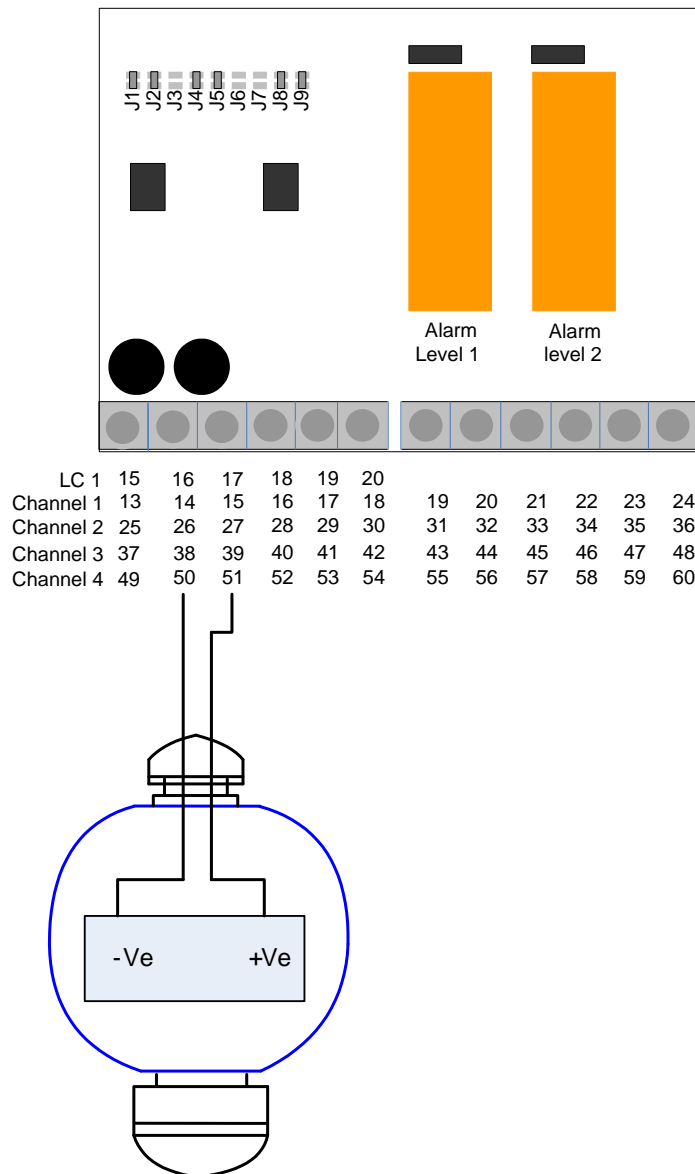 J1 J2 J3 J4 J5 J6 J7 J8 J9
Alarm
Level 1
Alarm
level 2
LC 1 15 16 17 18 19 20
Channel 1 13 14 15 16 17 18 19 20 21 22 23 24
Channel 2 25 26 27 28 29 30 31 32 33 34 35 36
Channel 3 37 38 39 40 41 42 43 44 45 46 47 48
Channel 4 49 50 51 52 53 54 55 56 57 58 59 60
-Ve +Ve